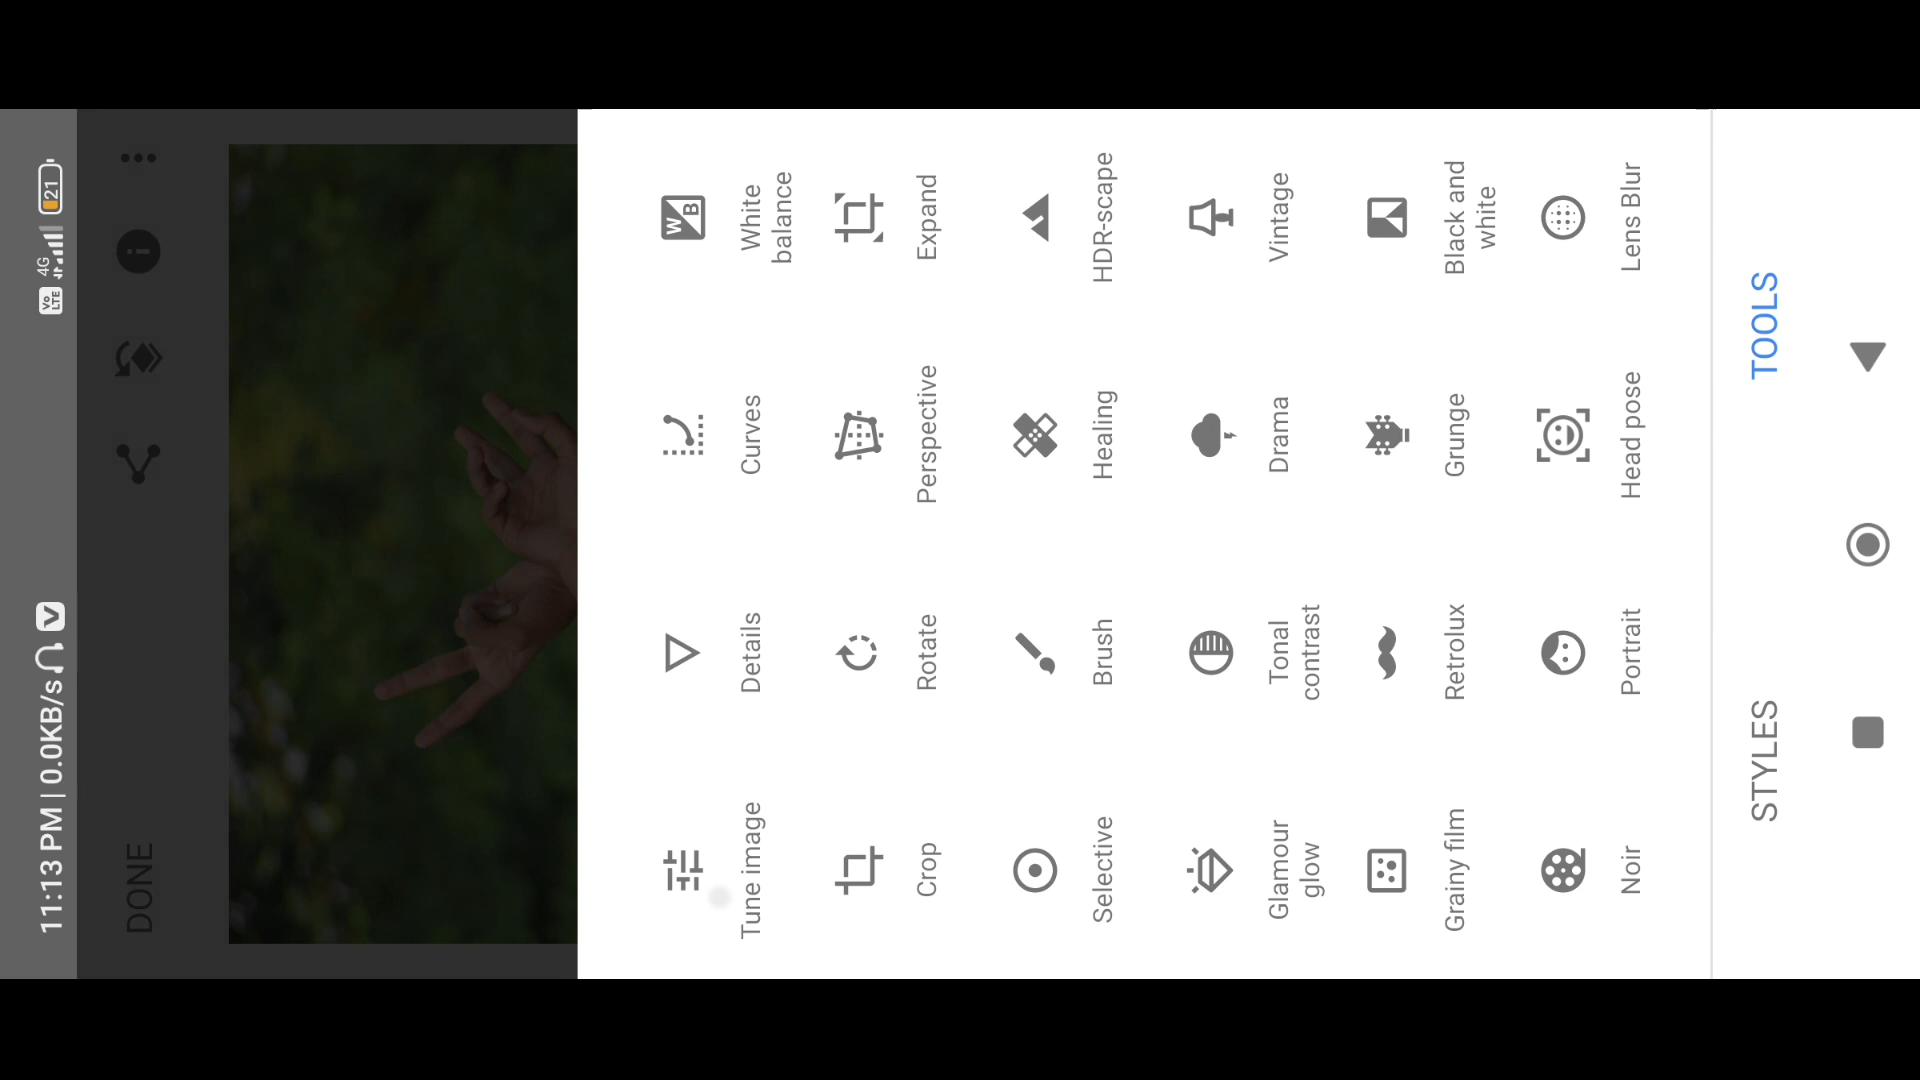 11:13 PM | 0.0KB/s
Vo LTE 4G 21
DONE
Tune image
Details
Curves
W B
White
balance
Crop
Rotate
Perspective
Expand
Selective
Brush
Healing
HDR-scape
Glamour
glow
Tonal
contrast
Drama
Vintage
Grainy film
Retrolux
Grunge
Black and
white
Noir
Portrait
Head pose
Lens Blur
STYLES
TOOLS